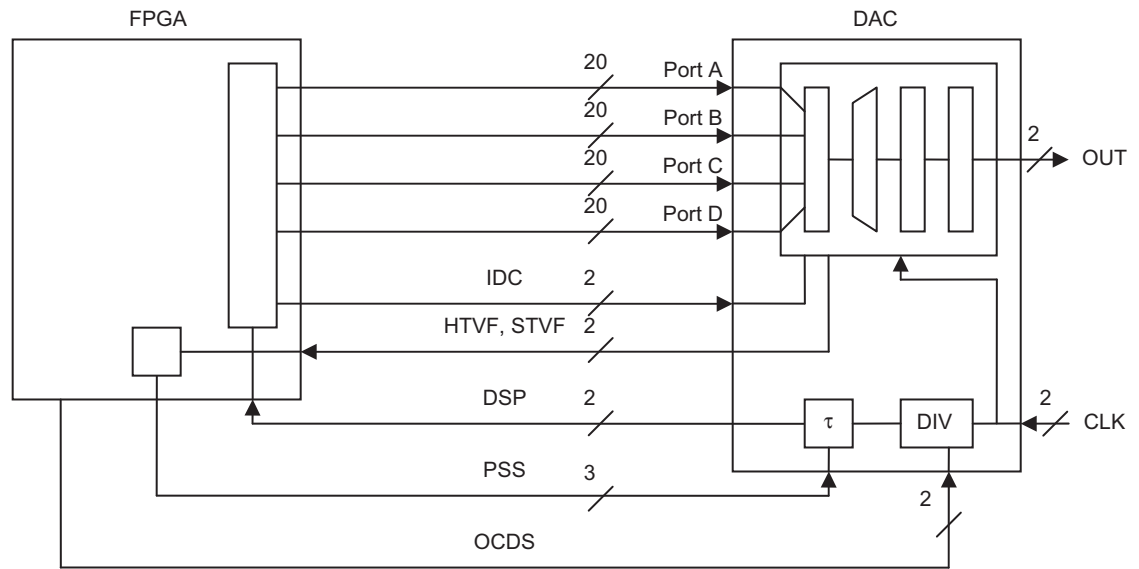 FPGA
DAC
20
Port A
20
Port B
20
Port C
20
Port D
2
OUT
IDC
2
HTVF, STVF
2
DSP
2
τ
DIV
2
CLK
PSS
3
2
OCDS